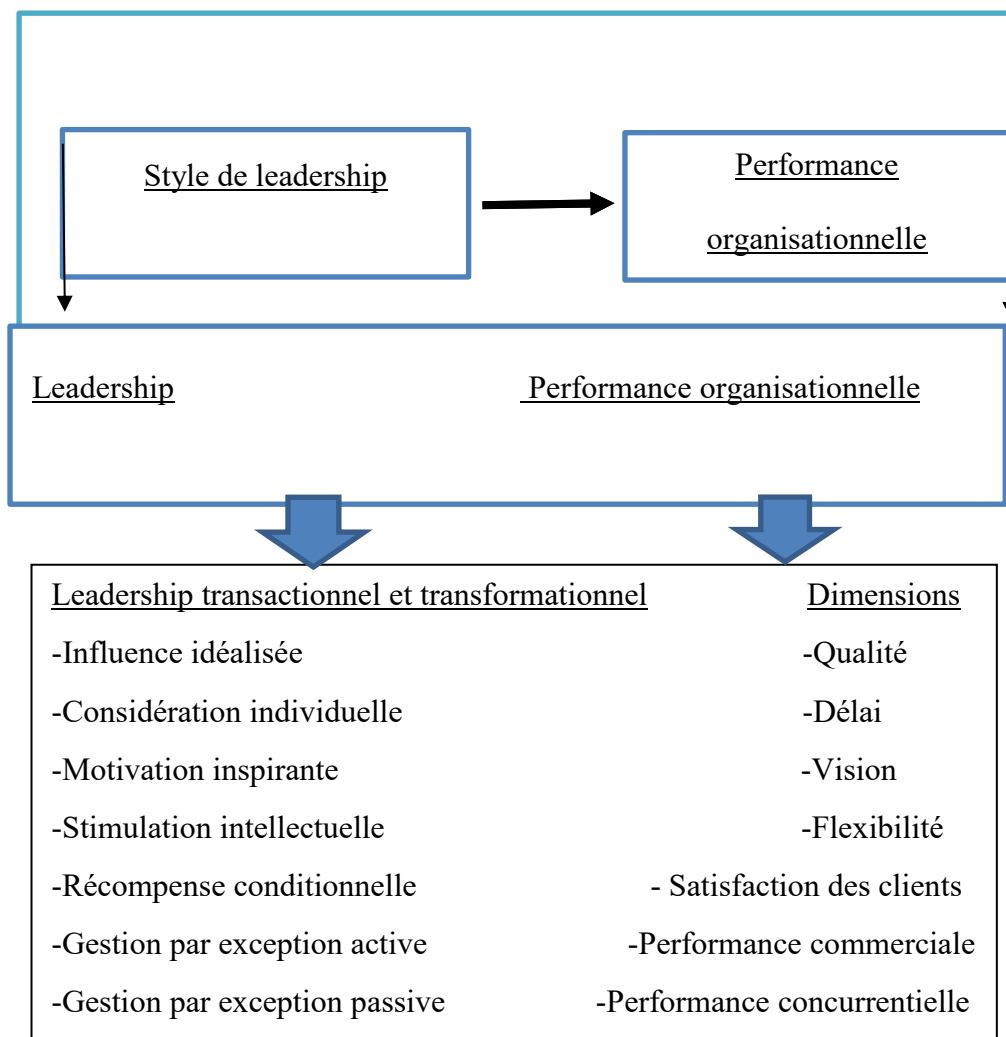 Style de leadership
Performance
organisationnelle
Leadership
Performance organisationnelle
Leadership transactionnel et transformationnel
Dimensions
-Influence idéalisée
-Qualité
-Considération individuelle
-Délai
-Motivation inspirante
-Vision
-Stimulation intellectuelle
-Flexibilité
-Récompense conditionnelle
- Satisfaction des clients
-Gestion par exception active
-Performance commerciale
-Gestion par exception passive
-Performance concurrentielle